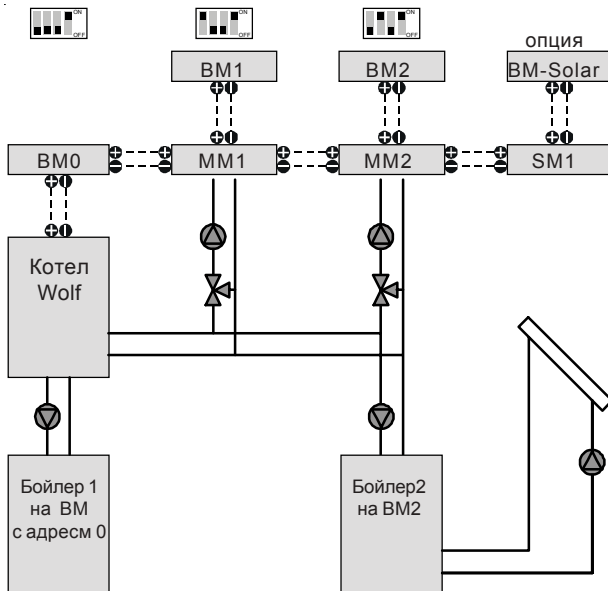 ON
OFF
ON
OFF
ON
OFF
опция
BM1
BM2
BM-Solar
BM0
MM1
MM2
SM1
Котел
Wolf
Бойлер 1
на BM
с адресм 0
Бойлер2
на BM2